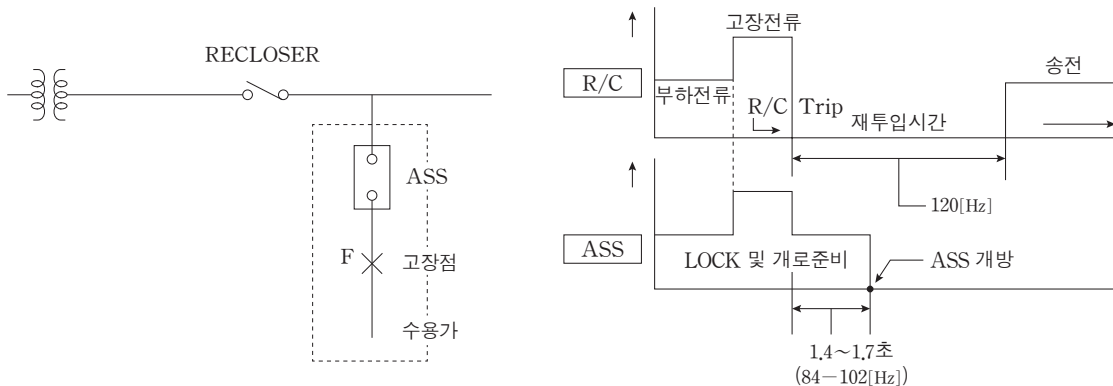 RECLOSER
ASS
F
고장점
수용가
고장전류
R/C
부하전류
R/C Trip
재투입시간
송전
120[Hz]
ASS
LOCK 및 개로준비
ASS 개방
1.4~1.7초
(84-102[Hz])